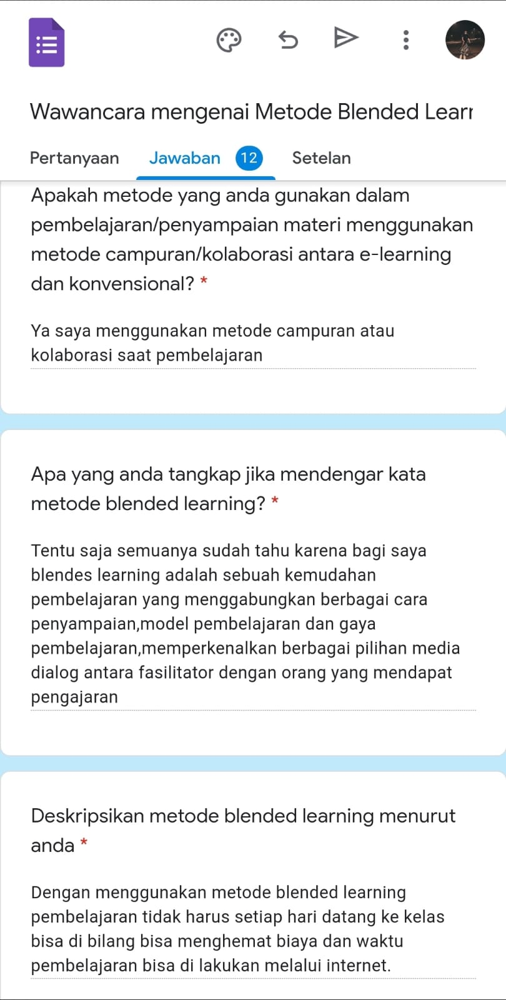 Wawancara mengenai Metode Blended Lear
Pertanyaan Jawaban 12 Setelan
Apakah metode yang anda gunakan dalam
pembelajaran/penyampaian materi menggunakan
metode campuran/kolaborasi antara e-learning
dan konvensional? *
Ya saya menggunakan metode campuran atau
kolaborasi saat pembelajaran
Apa yang anda tangkap jika mendengar kata
metode blended learning? *
Tentu saja semuanya sudah tahu karena bagi saya
blendes learning adalah sebuah kemudahan
pembelajaran yang menggabungkan berbagai cara
penyampaian,model pembelajaran dan gaya
pembelajaran,memperkenalkan berbagai pilihan media
dialog antara fasilitator dengan orang yang mendapat
pengajaran
Deskripsikan metode blended learning menurut
anda *
Dengan menggunakan metode blended learning
pembelajaran tidak harus setiap hari datang ke kelas
bisa di bilang bisa menghemat biaya dan waktu
pembelajaran bisa di lakukan melalui internet.